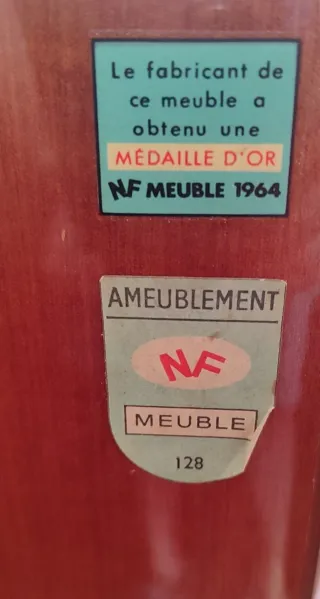 Le fabricant de
ce meuble a
obtenu une
MÉDAILLE D'OR
NF MEUBLE 1964
AMEUBLEMENT
NF
MEUBLE
128